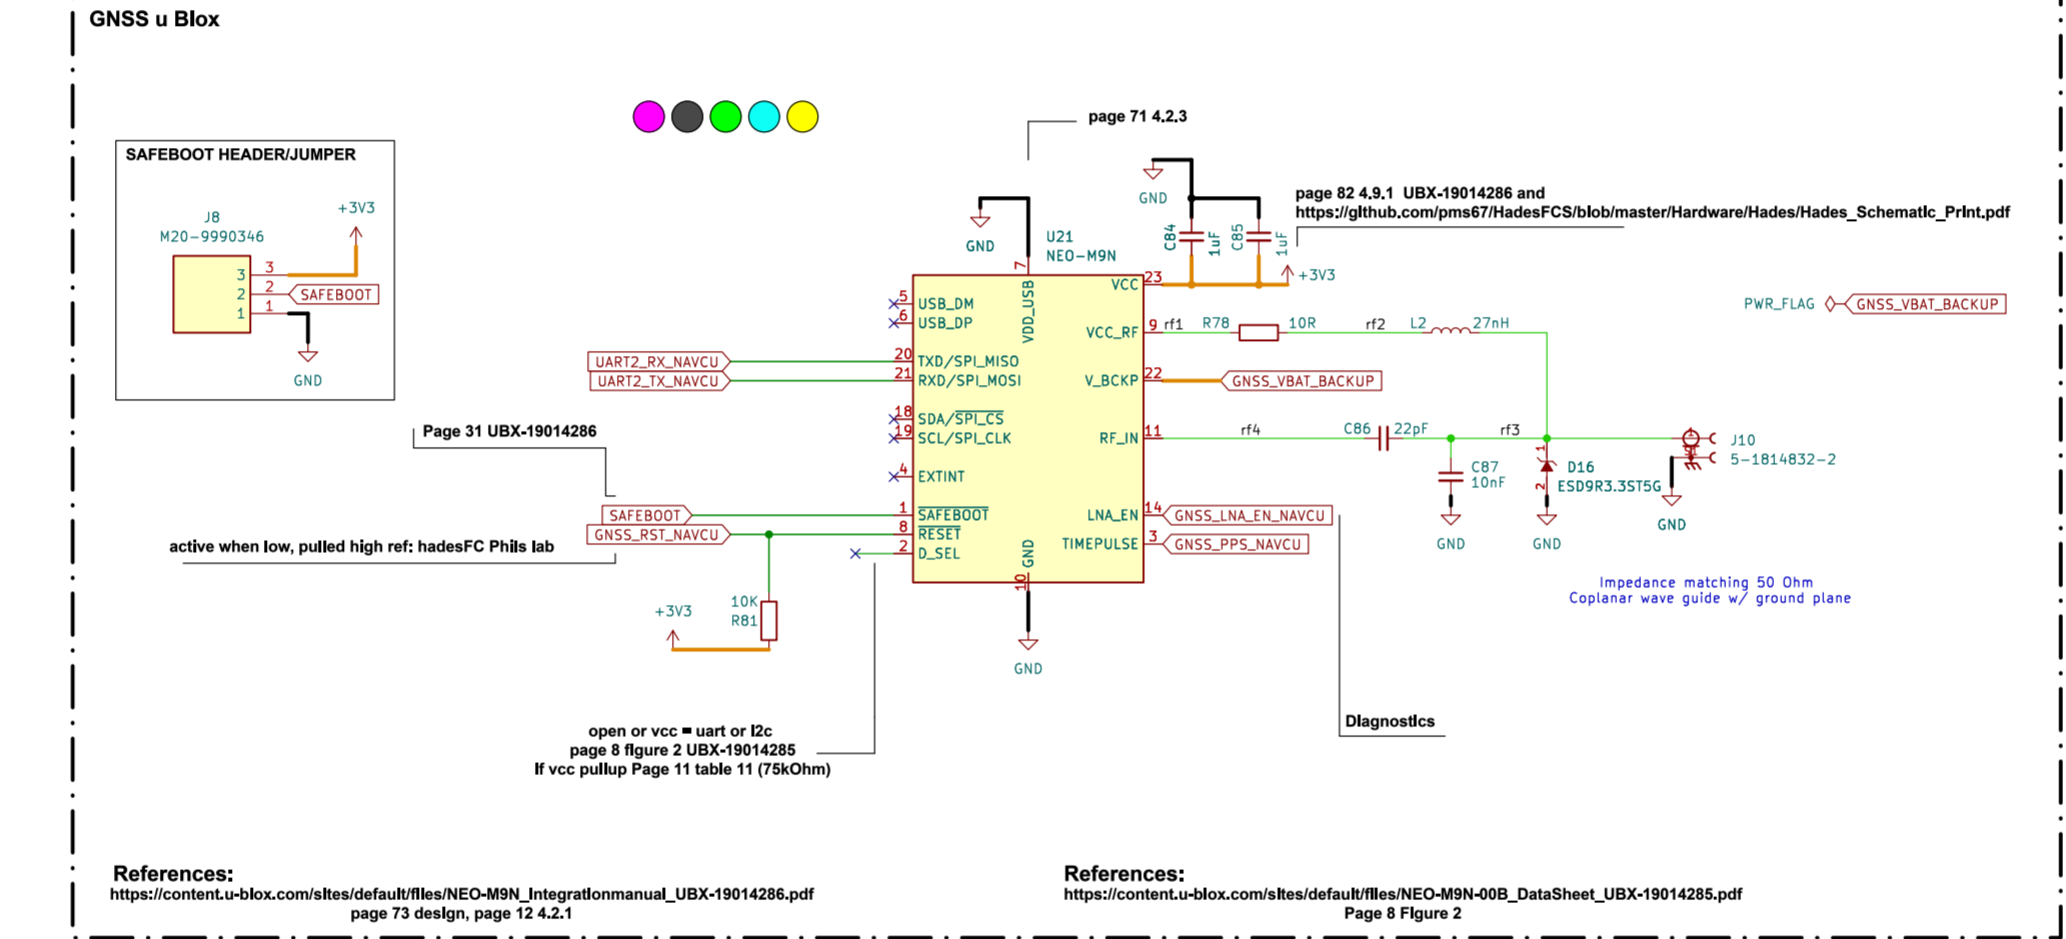 GNSS u Blox
page 71 4.2.3
SAFEBOOT HEADER/JUMPER
J8
M20-9990346
+3V3
3
2
1
3
2
1
SAFEBOOT
GND
GND
GND
C84
1uF
C85
1uF
+3V3
page 82 4.9.1 UBX-19014286 and
https://github.com/pms67/HadesFCS/blob/master/Hardware/Hades/Hades_Schematic_Print.pdf
U21
NEO-M9N
7
VDD_USB
5 USB_DM
6 USB_DP
20 TXD/SPI_MISO
21 RXD/SPI_MOSI
18 SDA/SPI_CS
19 SCL/SPI_CLK
4 EXTINT
1 SAFEBOOT
8 RESET
2 D_SEL
VCC 23
VCC_RF 9
V_BCKP 22
RF_IN 11
LNA_EN 14
TIMEPULSE 3
GND
10
GND
UART2_RX_NAVCU
UART2_TX_NAVCU
Page 31 UBX-19014286
SAFEBOOT
GNSS_RST_NAVCU
active when low, pulled high ref: hadesFC Phils lab
+3V3
10K
R81
open or vcc = uart or i2c
page 8 figure 2 UBX-19014285
If vcc pullup Page 11 table 11 (75kOhm)
rf1
R78
10R
rf2
L2
27nH
PWR_FLAG
GNSS_VBAT_BACKUP
GNSS_VBAT_BACKUP
rf4
C86
22pF
rf3
C87
10nF
GND
1
2
D16
ESD9R3.3ST5G
GND
J10
5-1814832-2
GND
GNSS_LNA_EN_NAVCU
GNSS_PPS_NAVCU
Impedance matching 50 Ohm
Coplanar wave guide w/ ground plane
Diagnostics
References:
https://content.u-blox.com/sites/default/files/NEO-M9N_Integrationmanual_UBX-19014286.pdf
page 73 design, page 12 4.2.1
References:
https://content.u-blox.com/sites/default/files/NEO-M9N-00B_DataSheet_UBX-19014285.pdf
Page 8 Figure 2